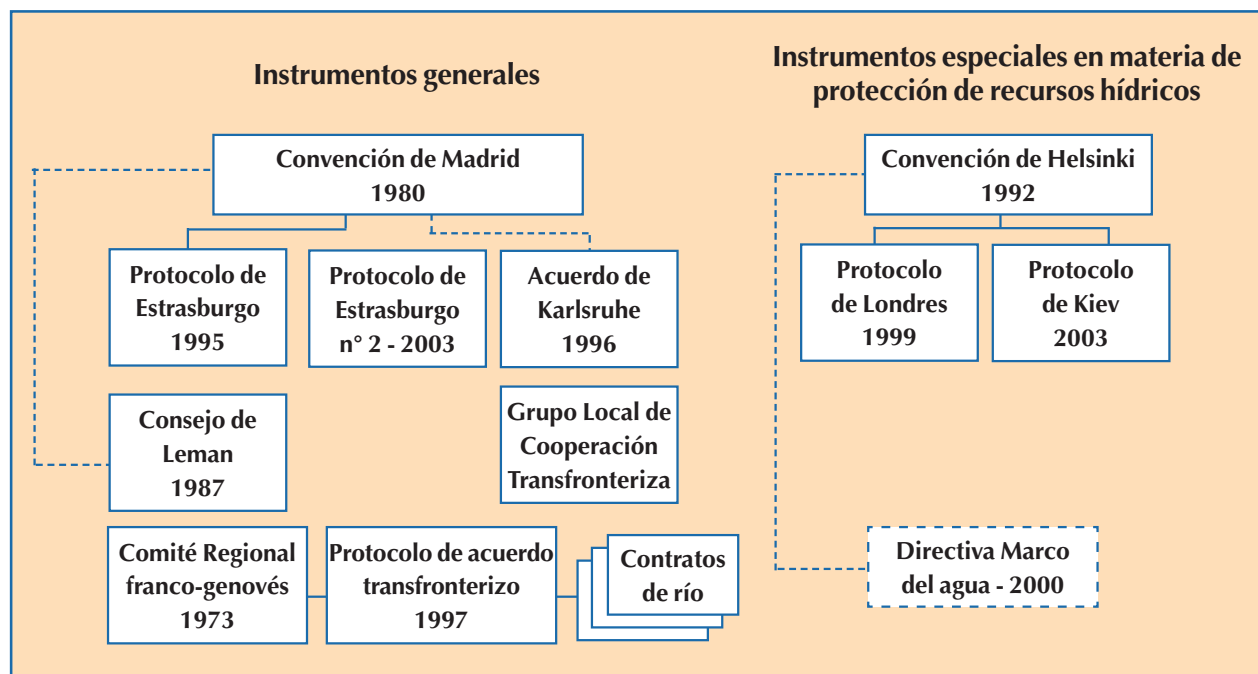 Instrumentos generales
Convención de Madrid
1980
Protocolo de
Estrasburgo
1995
Protocolo de
Estrasburgo
n° 2 - 2003
Acuerdo de
Karlsruhe
1996
Consejo de
Leman
1987
Grupo Local de
Cooperación
Transfronteriza
Comité Regional
franco-genovés
1973
Protocolo de acuerdo
transfronterizo
1997
Contratos
de río
Instrumentos especiales en materia de
protección de recursos hídricos
Convención de Helsinki
1992
Protocolo
de Londres
1999
Protocolo
de Kiev
2003
Directiva Marco
del agua - 2000